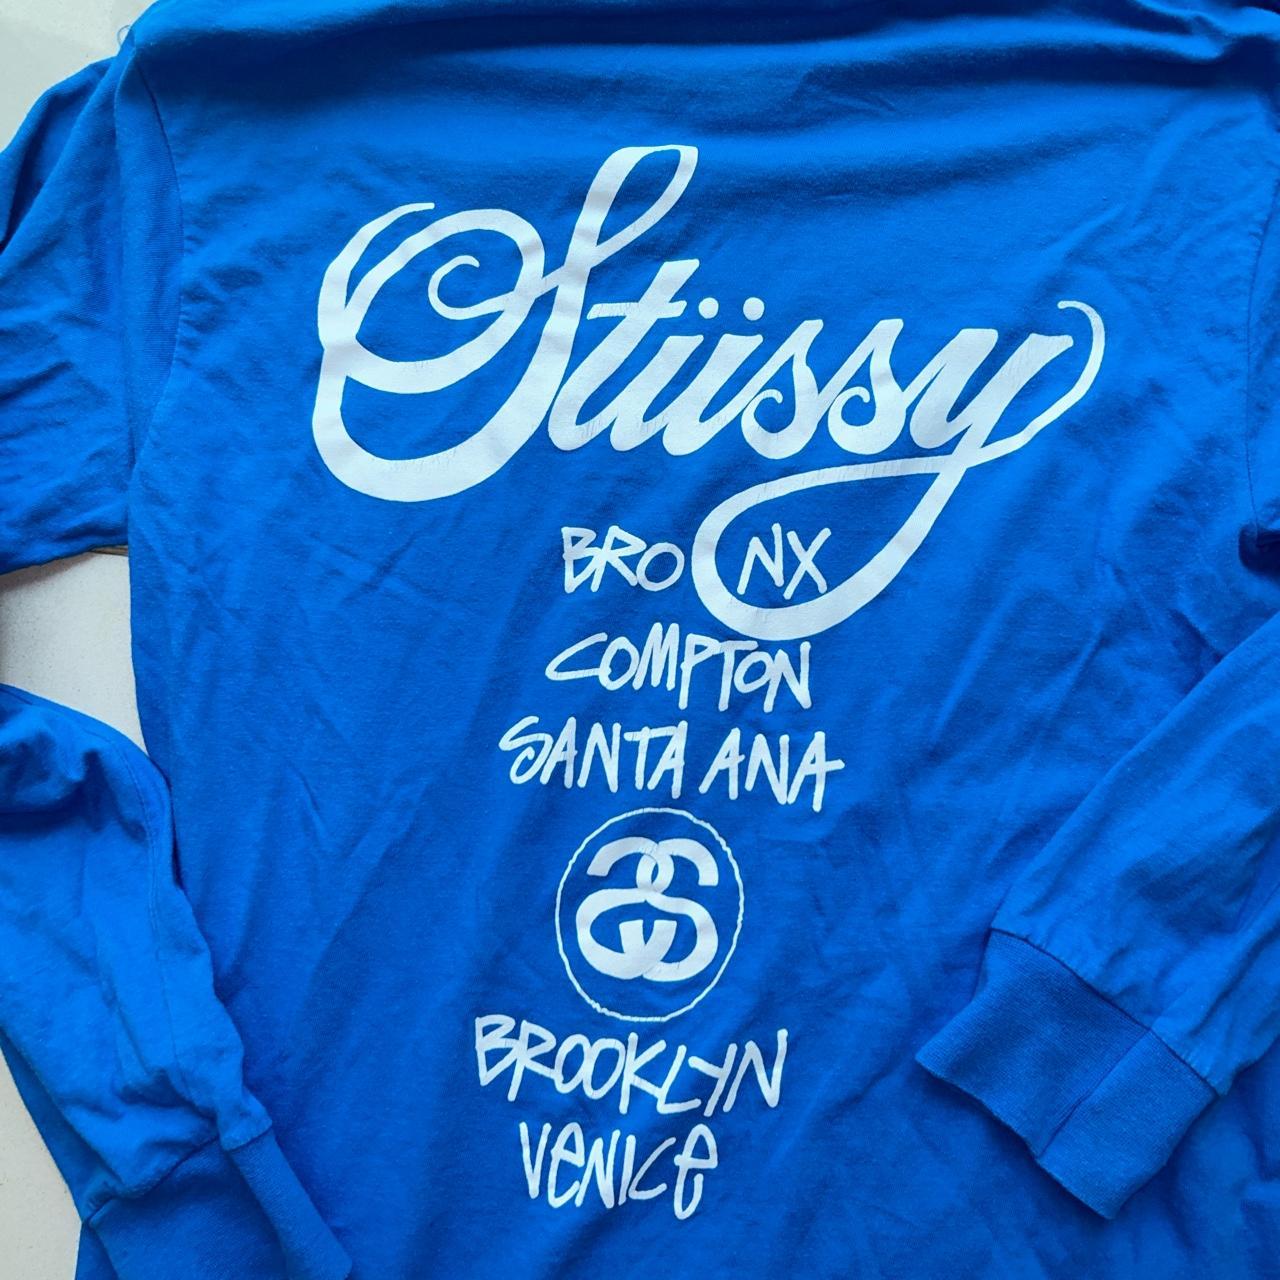 Stüssy
BRONX
COMPTON
SANTA ANA
SS
BROOKLYN
VENICE